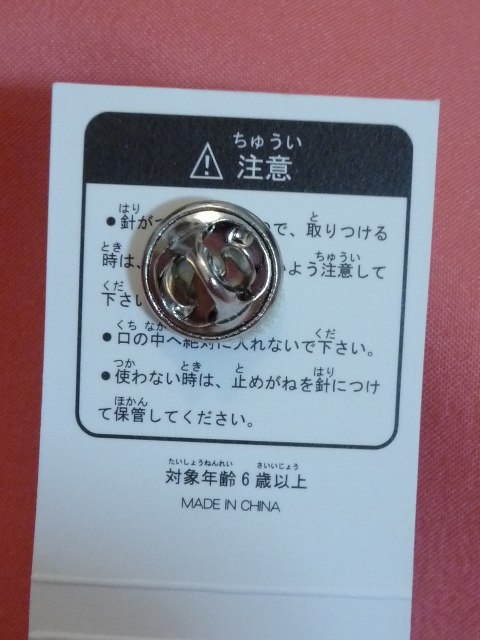 ちゅうい
注意
はり と
●針が ので、取りつける
とき ちゅうい
時は、 いよう注意して
くだ
下さい
くち なか くだ
●口の中へ絶対に入れないで下さい。
つか とき と はり
●使わない時は、止めがねを針につけ
ほかん
て保管してください。
たいしょうねんれい さいいじょう
対象年齢6歳以上
MADE IN CHINA